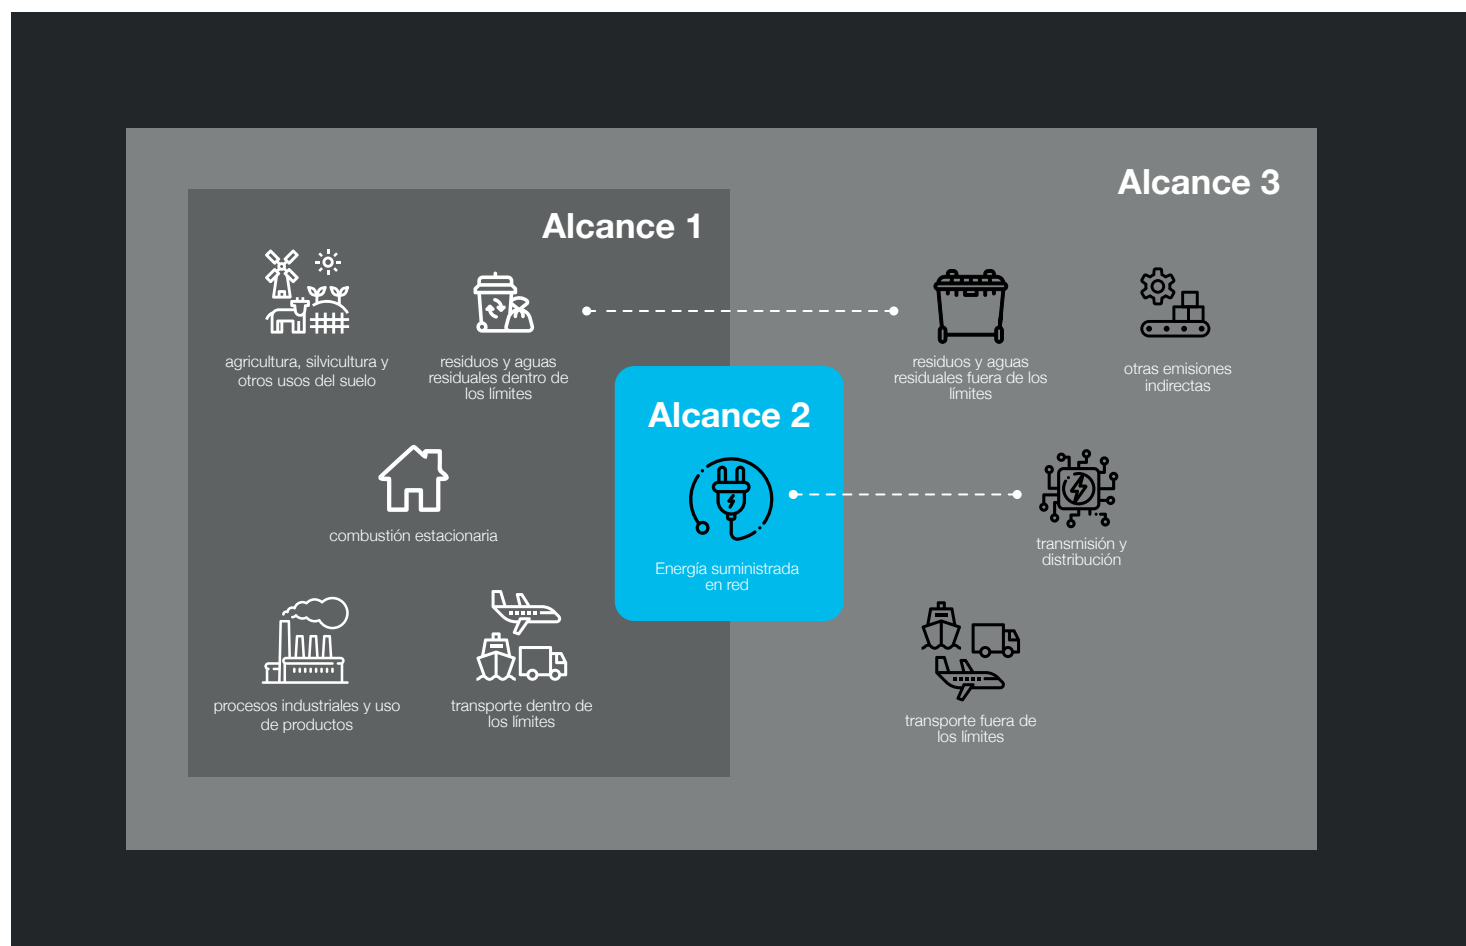 Alcance 3
Alcance 1
agricultura, silvicultura y
otros usos del suelo
residuos y aguas
residuales dentro de
los límites
residuos y aguas
residuales fuera de los
límites
otras emisiones
indirectas
Alcance 2
Energía suministrada
en red
combustión estacionaria
transmisión y
distribución
procesos industriales y uso
de productos
transporte dentro de
los límites
transporte fuera de
los límites